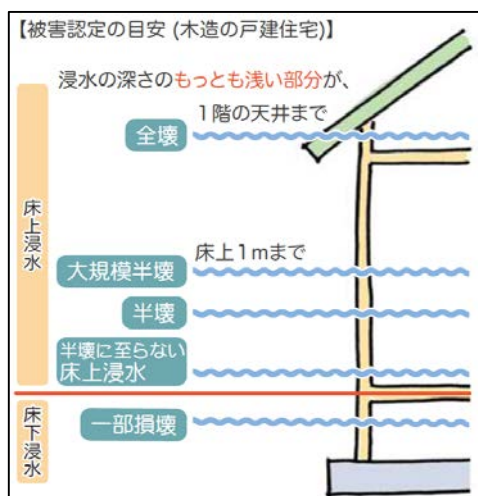 【被害認定の目安 (木造の戸建住宅)】
浸水の深さのもっとも浅い部分が、
1階の天井まで
全壊
床上浸水
床上1mまで
大規模半壊
半壊
半壊に至らない
床上浸水
床下浸水
一部損壊